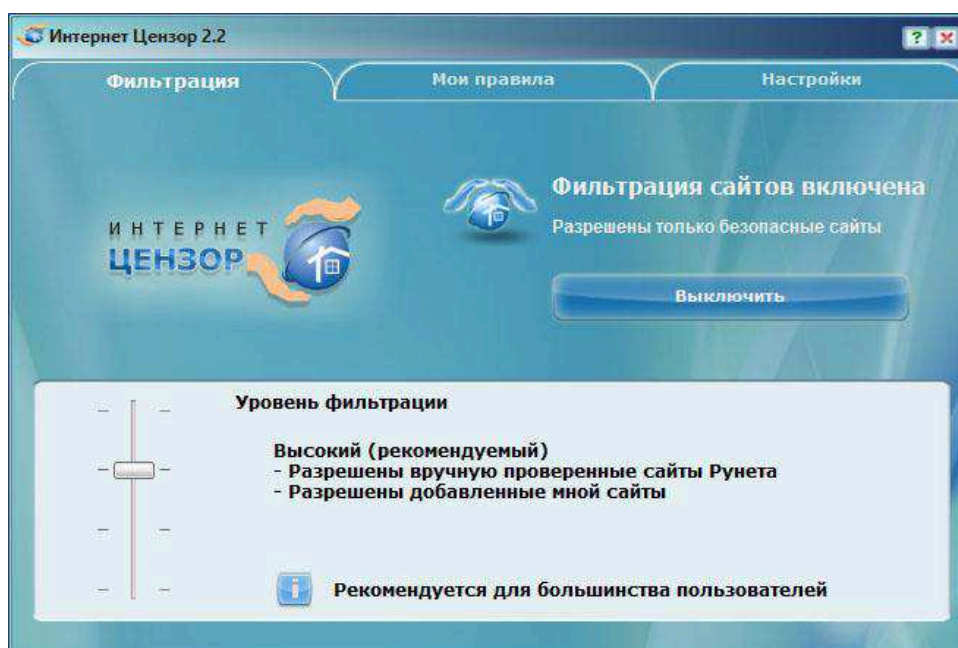 Интернет Цензор 2.2
Фильтрация
Мои правила
Настройки
ИНТЕРНЕТ
ЦЕНЗОР
Фильтрация сайтов включена
Разрешены только безопасные сайты
Выключить
Уровень фильтрации
Высокий (рекомендуемый)
- Разрешены вручную проверенные сайты Рунета
- Разрешены добавленные мной сайты
Рекомендуется для большинства пользователей